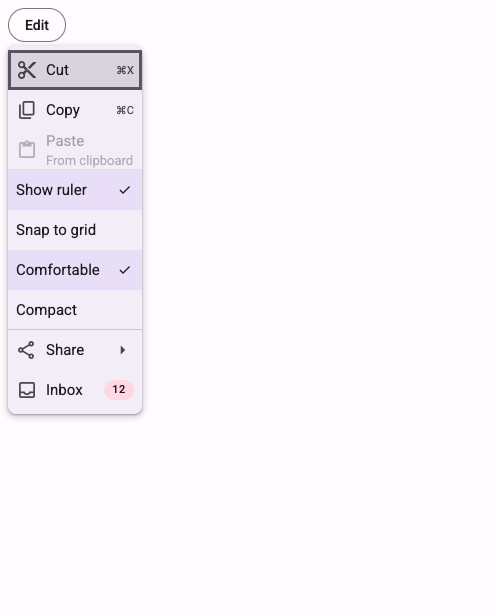 Edit
Cut ⌘X
Copy ⌘C
Paste
From clipboard
Show ruler
Snap to grid
Comfortable
Compact
Share
Inbox 12